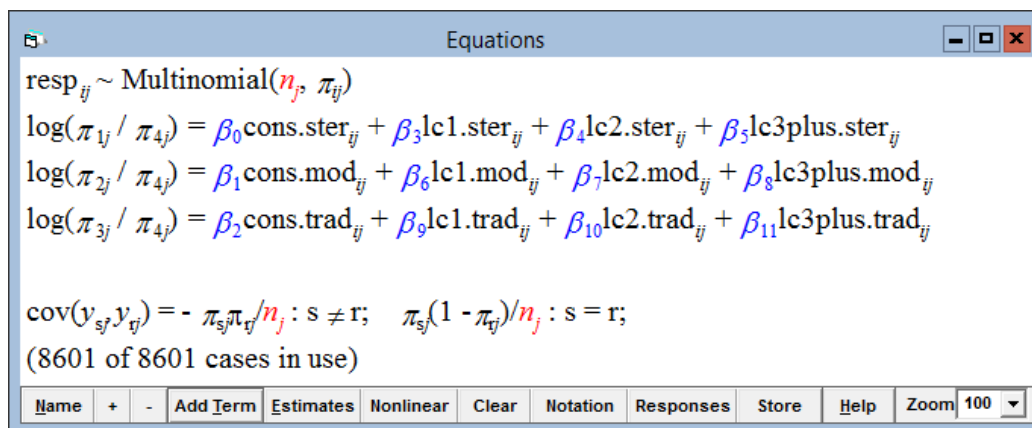 Equations
resp_ij ~ Multinomial(n_j, π_ij)
log(π_1j / π_4j) = β_0cons.ster_ij + β_3lc1.ster_ij + β_4lc2.ster_ij + β_5lc3plus.ster_ij
log(π_2j / π_4j) = β_1cons.mod_ij + β_6lc1.mod_ij + β_7lc2.mod_ij + β_8lc3plus.mod_ij
log(π_3j / π_4j) = β_2cons.trad_ij + β_9lc1.trad_ij + β_10lc2.trad_ij + β_11lc3plus.trad_ij
cov(y_sj, y_rj) = - π_sjπ_rj/n_j : s ≠ r; π_sj(1 - π_rj)/n_j : s = r;
(8601 of 8601 cases in use)
Name + - Add Term Estimates Nonlinear Clear Notation Responses Store Help Zoom 100